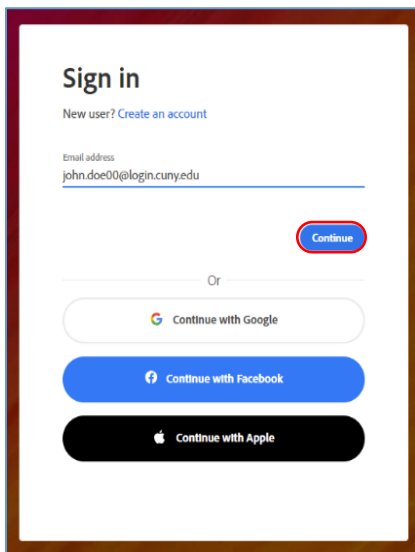 Sign in
New user? Create an account
Email address
john.doe00@login.cuny.edu
Continue
Or
Continue with Google
Continue with Facebook
Continue with Apple